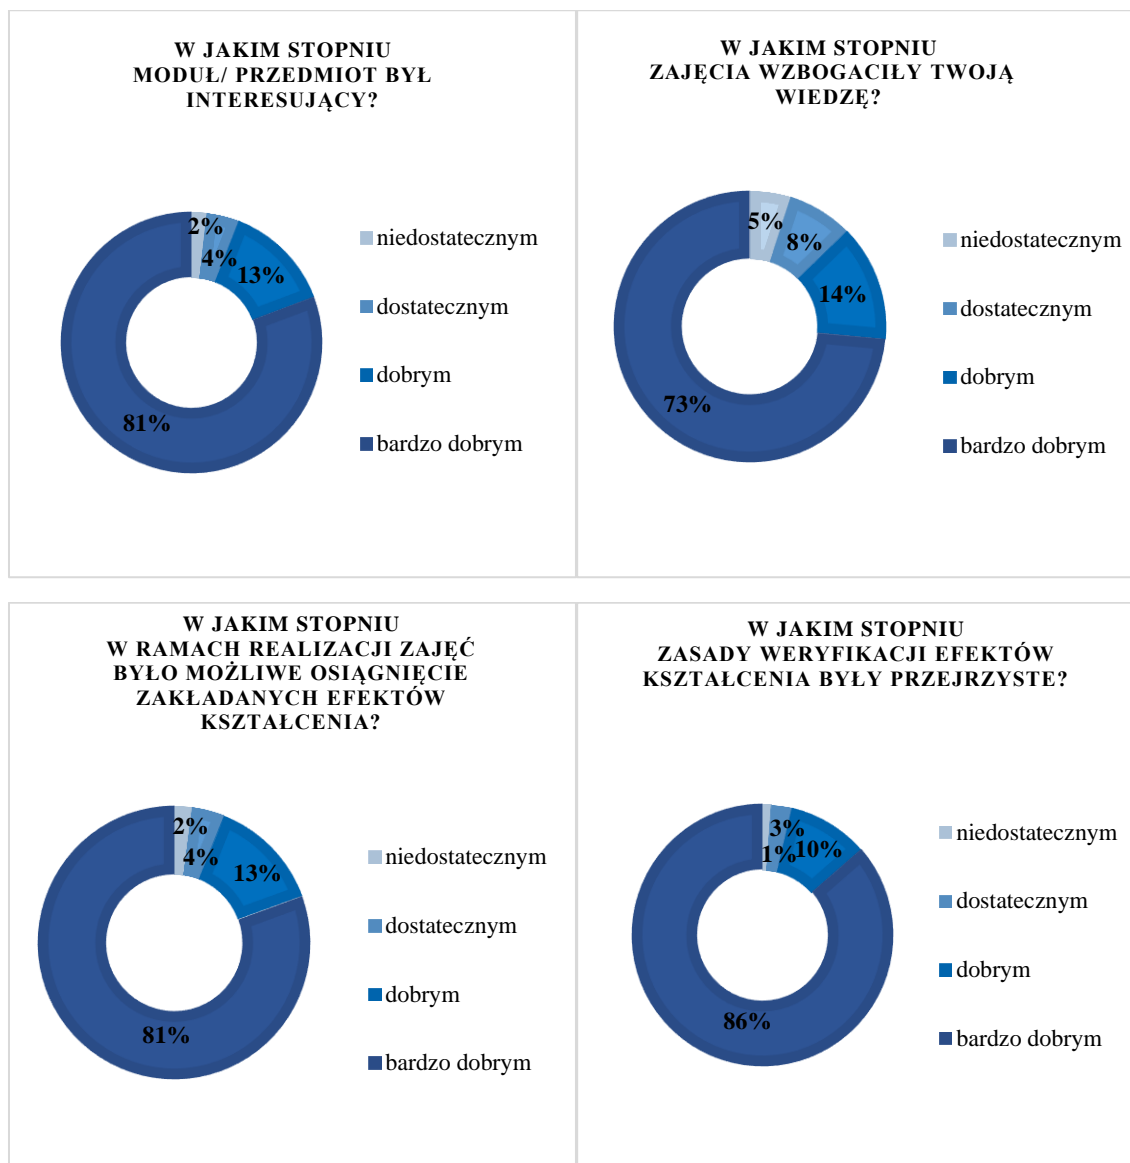 W JAKIM STOPNIU
MODUŁ/ PRZEDMIOT BYŁ
INTERESUJĄCY?
2%
4%
13%
81%
niedostatecznym
dostatecznym
dobrym
bardzo dobrym
W JAKIM STOPNIU
ZAJĘCIA WZBOGACIŁY TWOJĄ
WIEDZĘ?
5%
8%
14%
73%
niedostatecznym
dostatecznym
dobrym
bardzo dobrym
W JAKIM STOPNIU
W RAMACH REALIZACJI ZAJĘĆ
BYŁO MOŻLIWE OSIĄGNIĘCIE
ZAKŁADANYCH EFEKTÓW
KSZTAŁCENIA?
2%
4%
13%
81%
niedostatecznym
dostatecznym
dobrym
bardzo dobrym
W JAKIM STOPNIU
ZASADY WERYFIKACJI EFEKTÓW
KSZTAŁCENIA BYŁY PRZEJRZYSTE?
3%
1%
10%
86%
niedostatecznym
dostatecznym
dobrym
bardzo dobrym